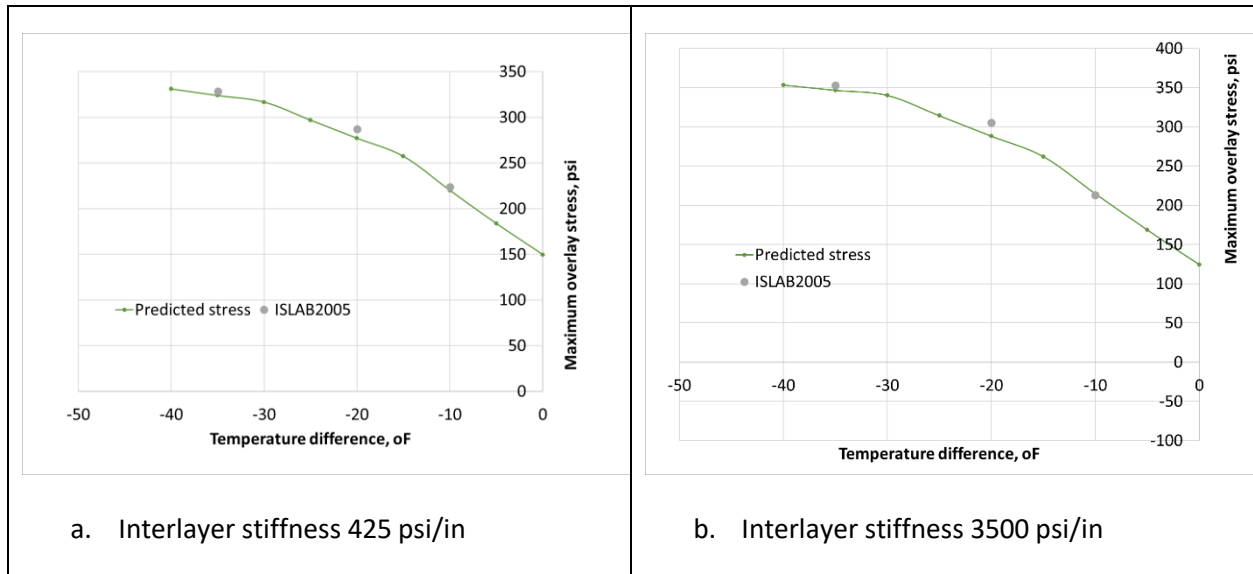 350
300
250
200
150
100
50
0
Maximum overlay stress, psi
Predicted stress ISLAB2005
-50 -40 -30 -20 -10 0
Temperature difference, oF
a. Interlayer stiffness 425 psi/in
400
350
300
250
200
150
100
50
0
-50
-100
Maximum overlay stress, psi
Predicted stress
ISLAB2005
-50 -40 -30 -20 -10 0
Temperature difference, oF
b. Interlayer stiffness 3500 psi/in